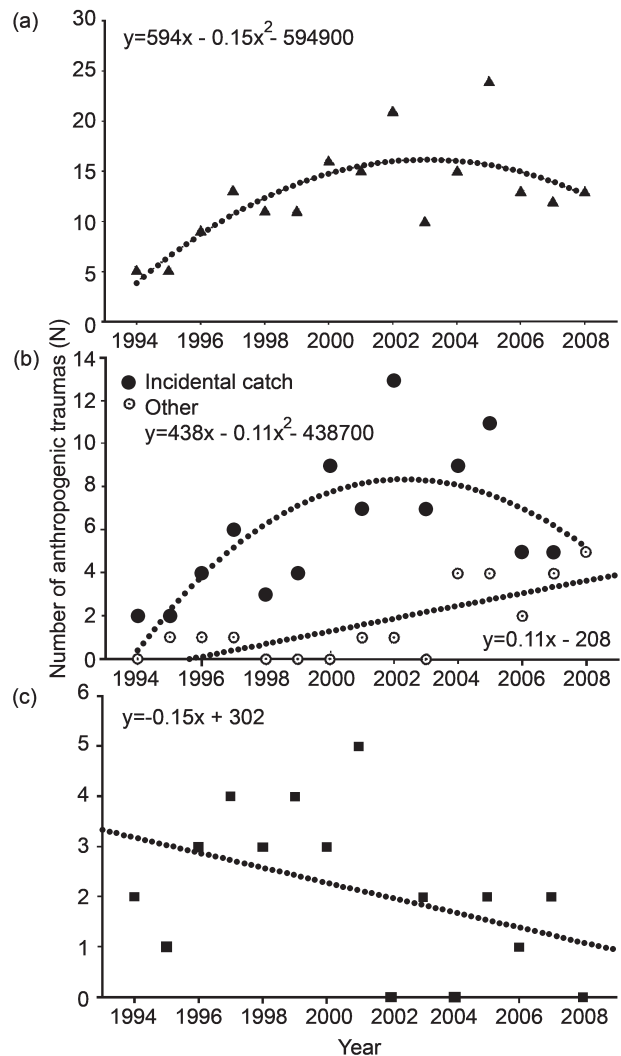 (a)
30
25
20
15
10
5
0
y=594x - 0.15x²- 594900
1994 1996 1998 2000 2002 2004 2006 2008
Number of anthropogenic traumas (N)
(b)
14
12
10
8
6
4
2
0
Incidental catch
Other
y=438x - 0.11x²- 438700
y=0.11x - 208
1994 1996 1998 2000 2002 2004 2006 2008
(c)
6
5
4
3
2
1
0
y=-0.15x + 302
1994 1996 1998 2000 2002 2004 2006 2008
Year